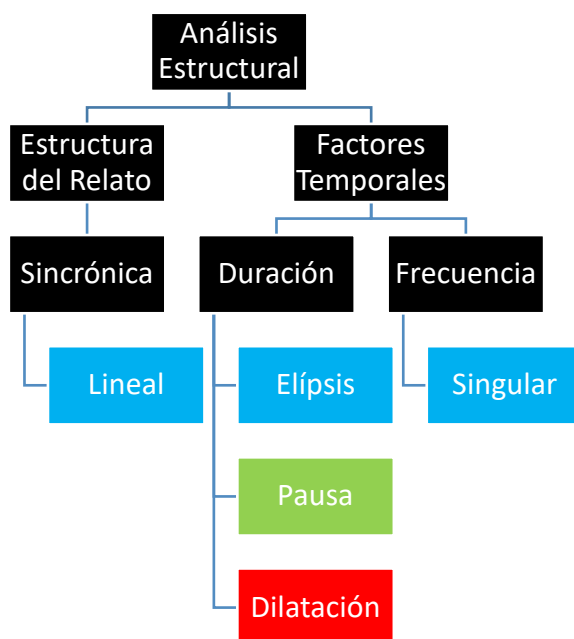 Análisis
Estructural
Estructura
del Relato
Factores
Temporales
Sincrónica
Duración
Frecuencia
Lineal
Elípsis
Singular
Pausa
Dilatación